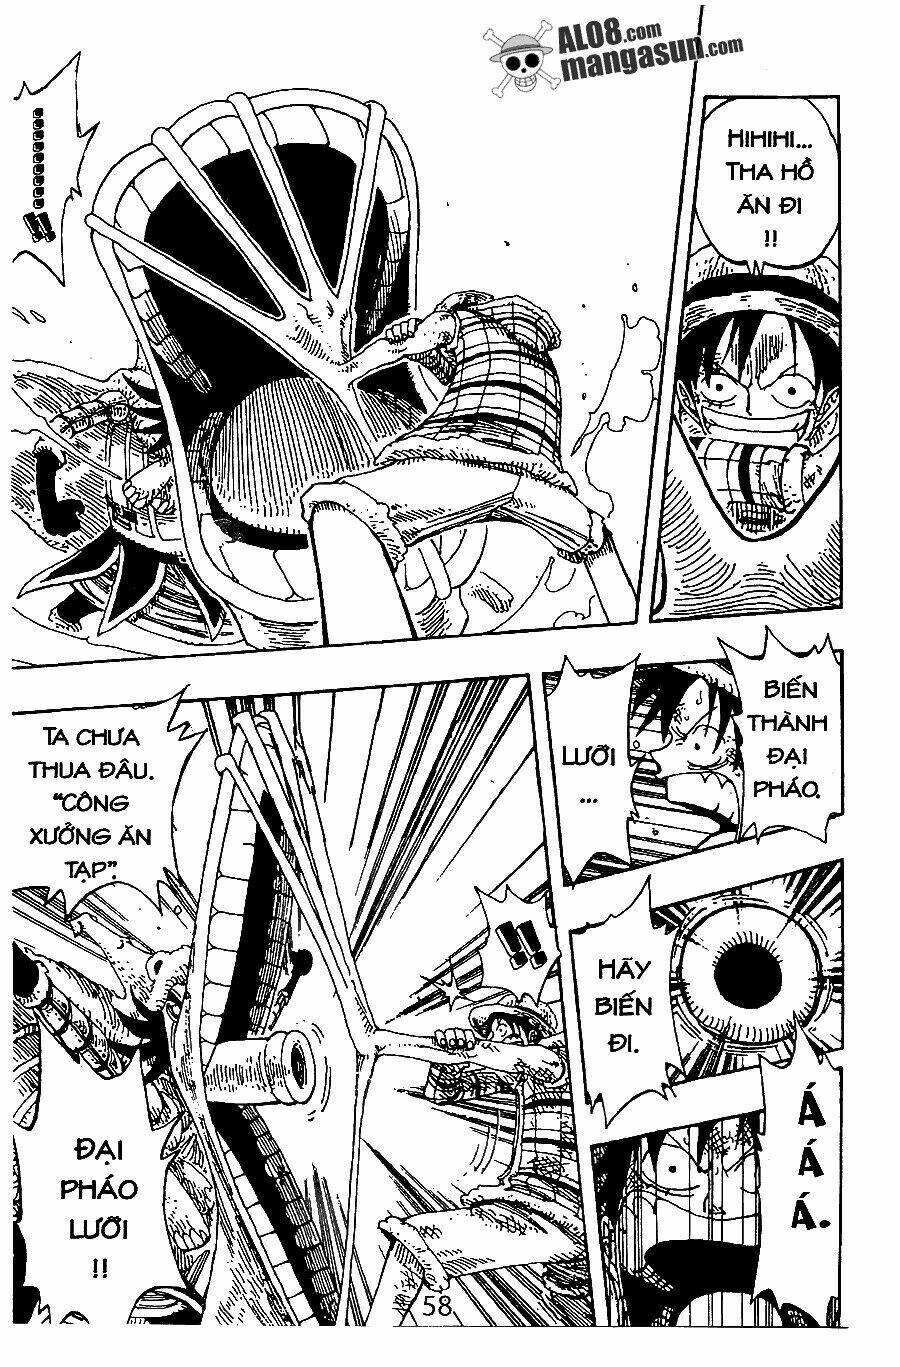 AL08.com
mangasun.com
HIHIHI...
THA HỒ
ĂN ĐI
!!
.........!!
BIẾN
THÀNH
ĐẠI
PHÁO.
LƯỠI
...
HÃY
BIẾN
ĐI.
Á
Á
Á.
!!
TA CHƯA
THUA ĐÂU.
"CÔNG
XƯỞNG ĂN
TẠP".
ĐẠI
PHÁO
LƯỠI
!!
58